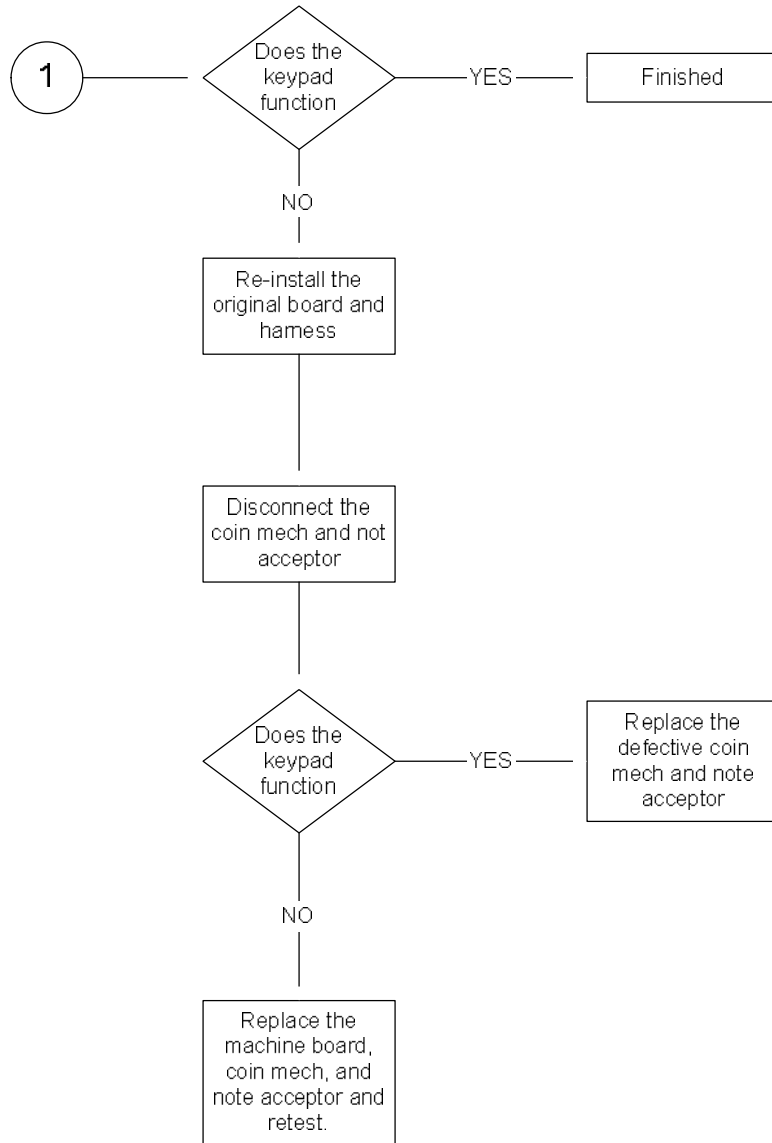 1
Does the
keypad
function
YES
Finished
NO
Re-install the
original board and
harness
Disconnect the
coin mech and not
acceptor
Does the
keypad
function
YES
Replace the
defective coin
mech and note
acceptor
NO
Replace the
machine board,
coin mech, and
note acceptor and
retest.